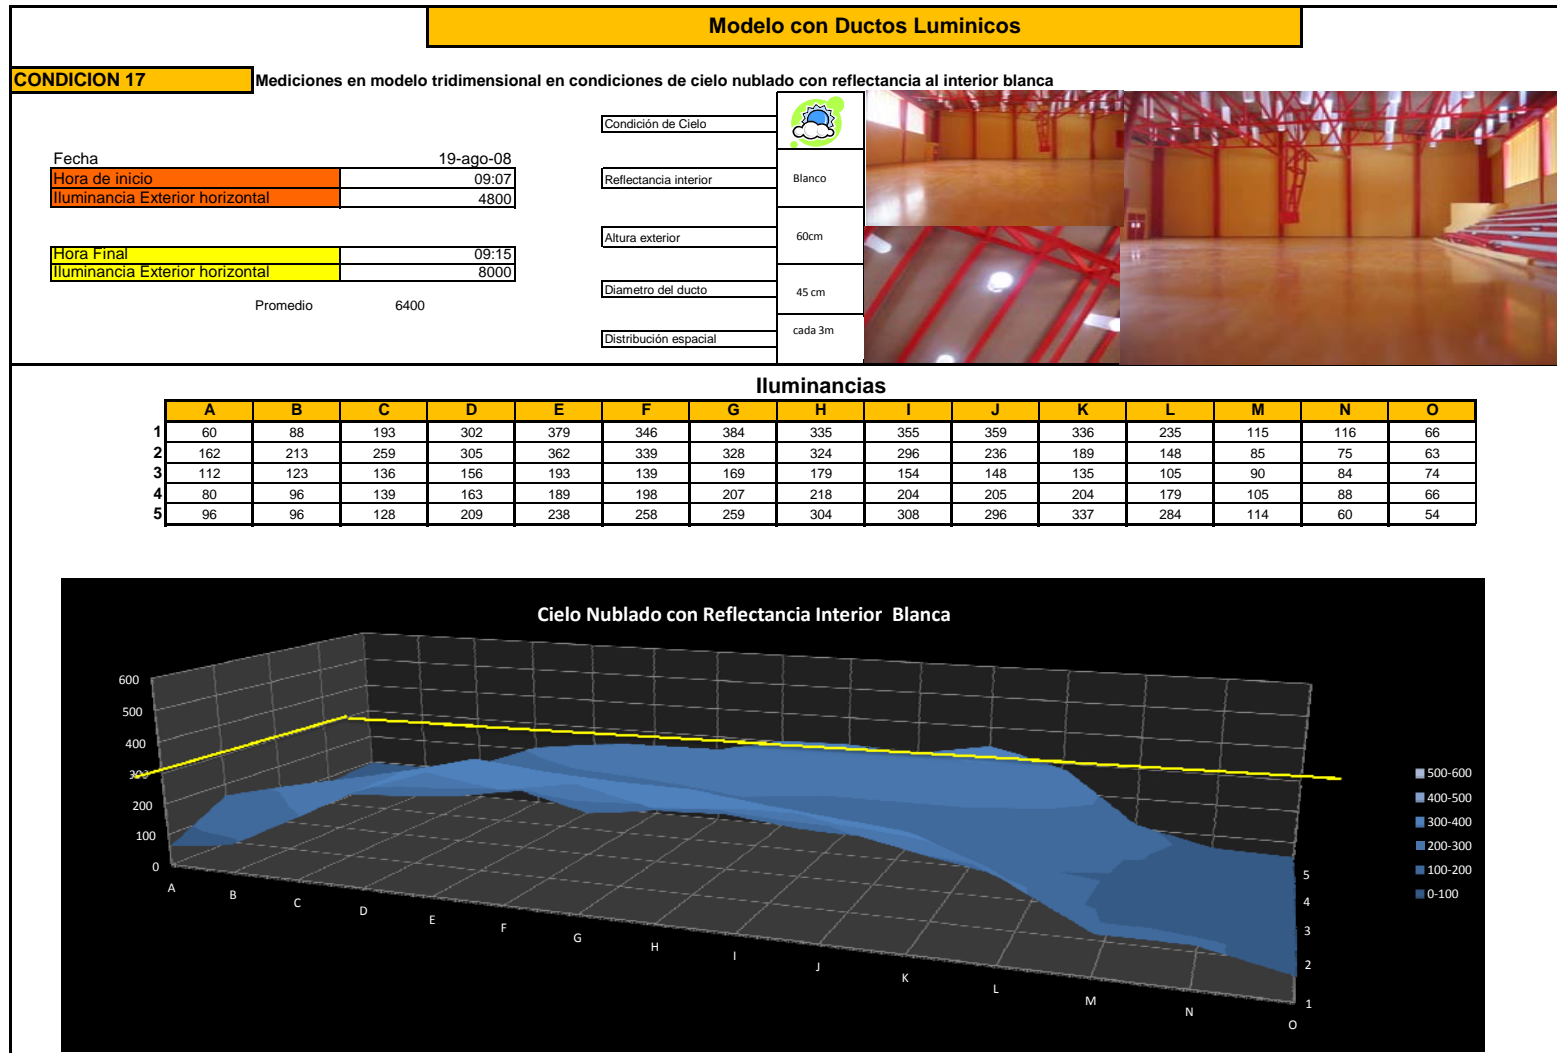 Modelo con Ductos Luminicos
CONDICION 17
Mediciones en modelo tridimensional en condiciones de cielo nublado con reflectancia al interior blanca
Condición de Cielo
Fecha 19-ago-08
Hora de inicio 09:07
Iluminancia Exterior horizontal 4800
Reflectancia interior Blanco
Altura exterior 60cm
Hora Final 09:15
Iluminancia Exterior horizontal 8000
Diametro del ducto 45 cm
Promedio 6400
Distribución espacial cada 3m
Iluminancias
A B C D E F G H I J K L M N O
1 60 88 193 302 379 346 384 335 355 359 336 235 115 116 66
2 162 213 259 305 362 339 328 324 296 236 189 148 85 75 63
3 112 123 136 156 193 139 169 179 154 148 135 105 90 84 74
4 80 96 139 163 189 198 207 218 204 205 204 179 105 88 66
5 96 96 128 209 238 258 259 304 308 296 337 284 114 60 54
Cielo Nublado con Reflectancia Interior Blanca
600
500
400
300
200
100
0
A B C D E F G H I J K L M N O
5
4
3
2
1
500-600
400-500
300-400
200-300
100-200
0-100